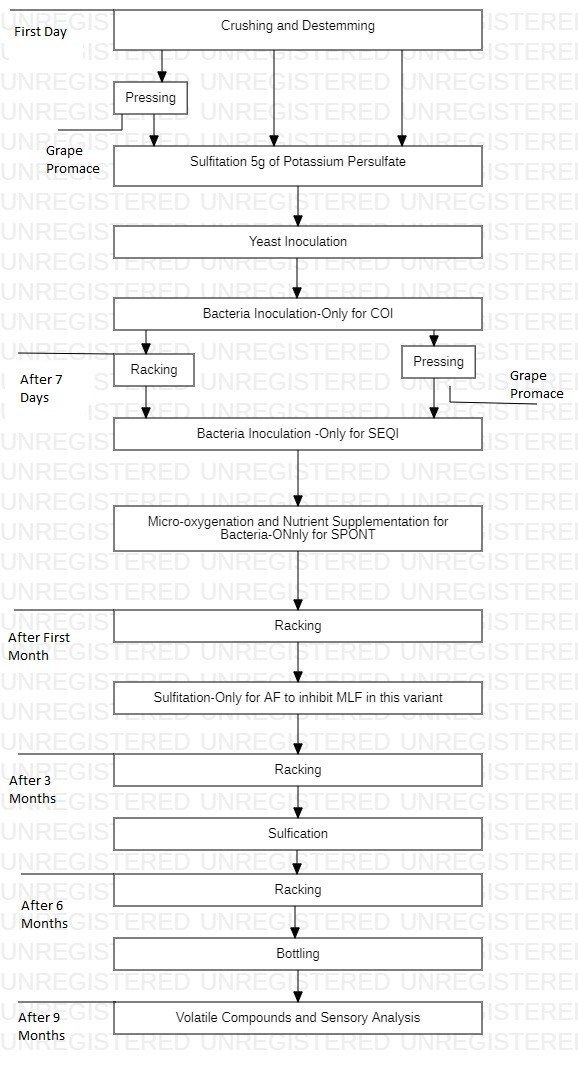 First Day
Crushing and Destemming
Pressing
Grape
Promace
Sulfitation 5g of Potassium Persulfate
Yeast Inoculation
Bacteria Inoculation-Only for COI
After 7
Days
Racking
Pressing
Grape
Promace
Bacteria Inoculation -Only for SEQI
Micro-oxygenation and Nutrient Supplementation for
Bacteria-ONnly for SPONT
After First
Month
Racking
Sulfitation-Only for AF to inhibit MLF in this variant
After 3
Months
Racking
Sulfication
After 6
Months
Racking
Bottling
After 9
Months
Volatile Compounds and Sensory Analysis
UNREGISTERED